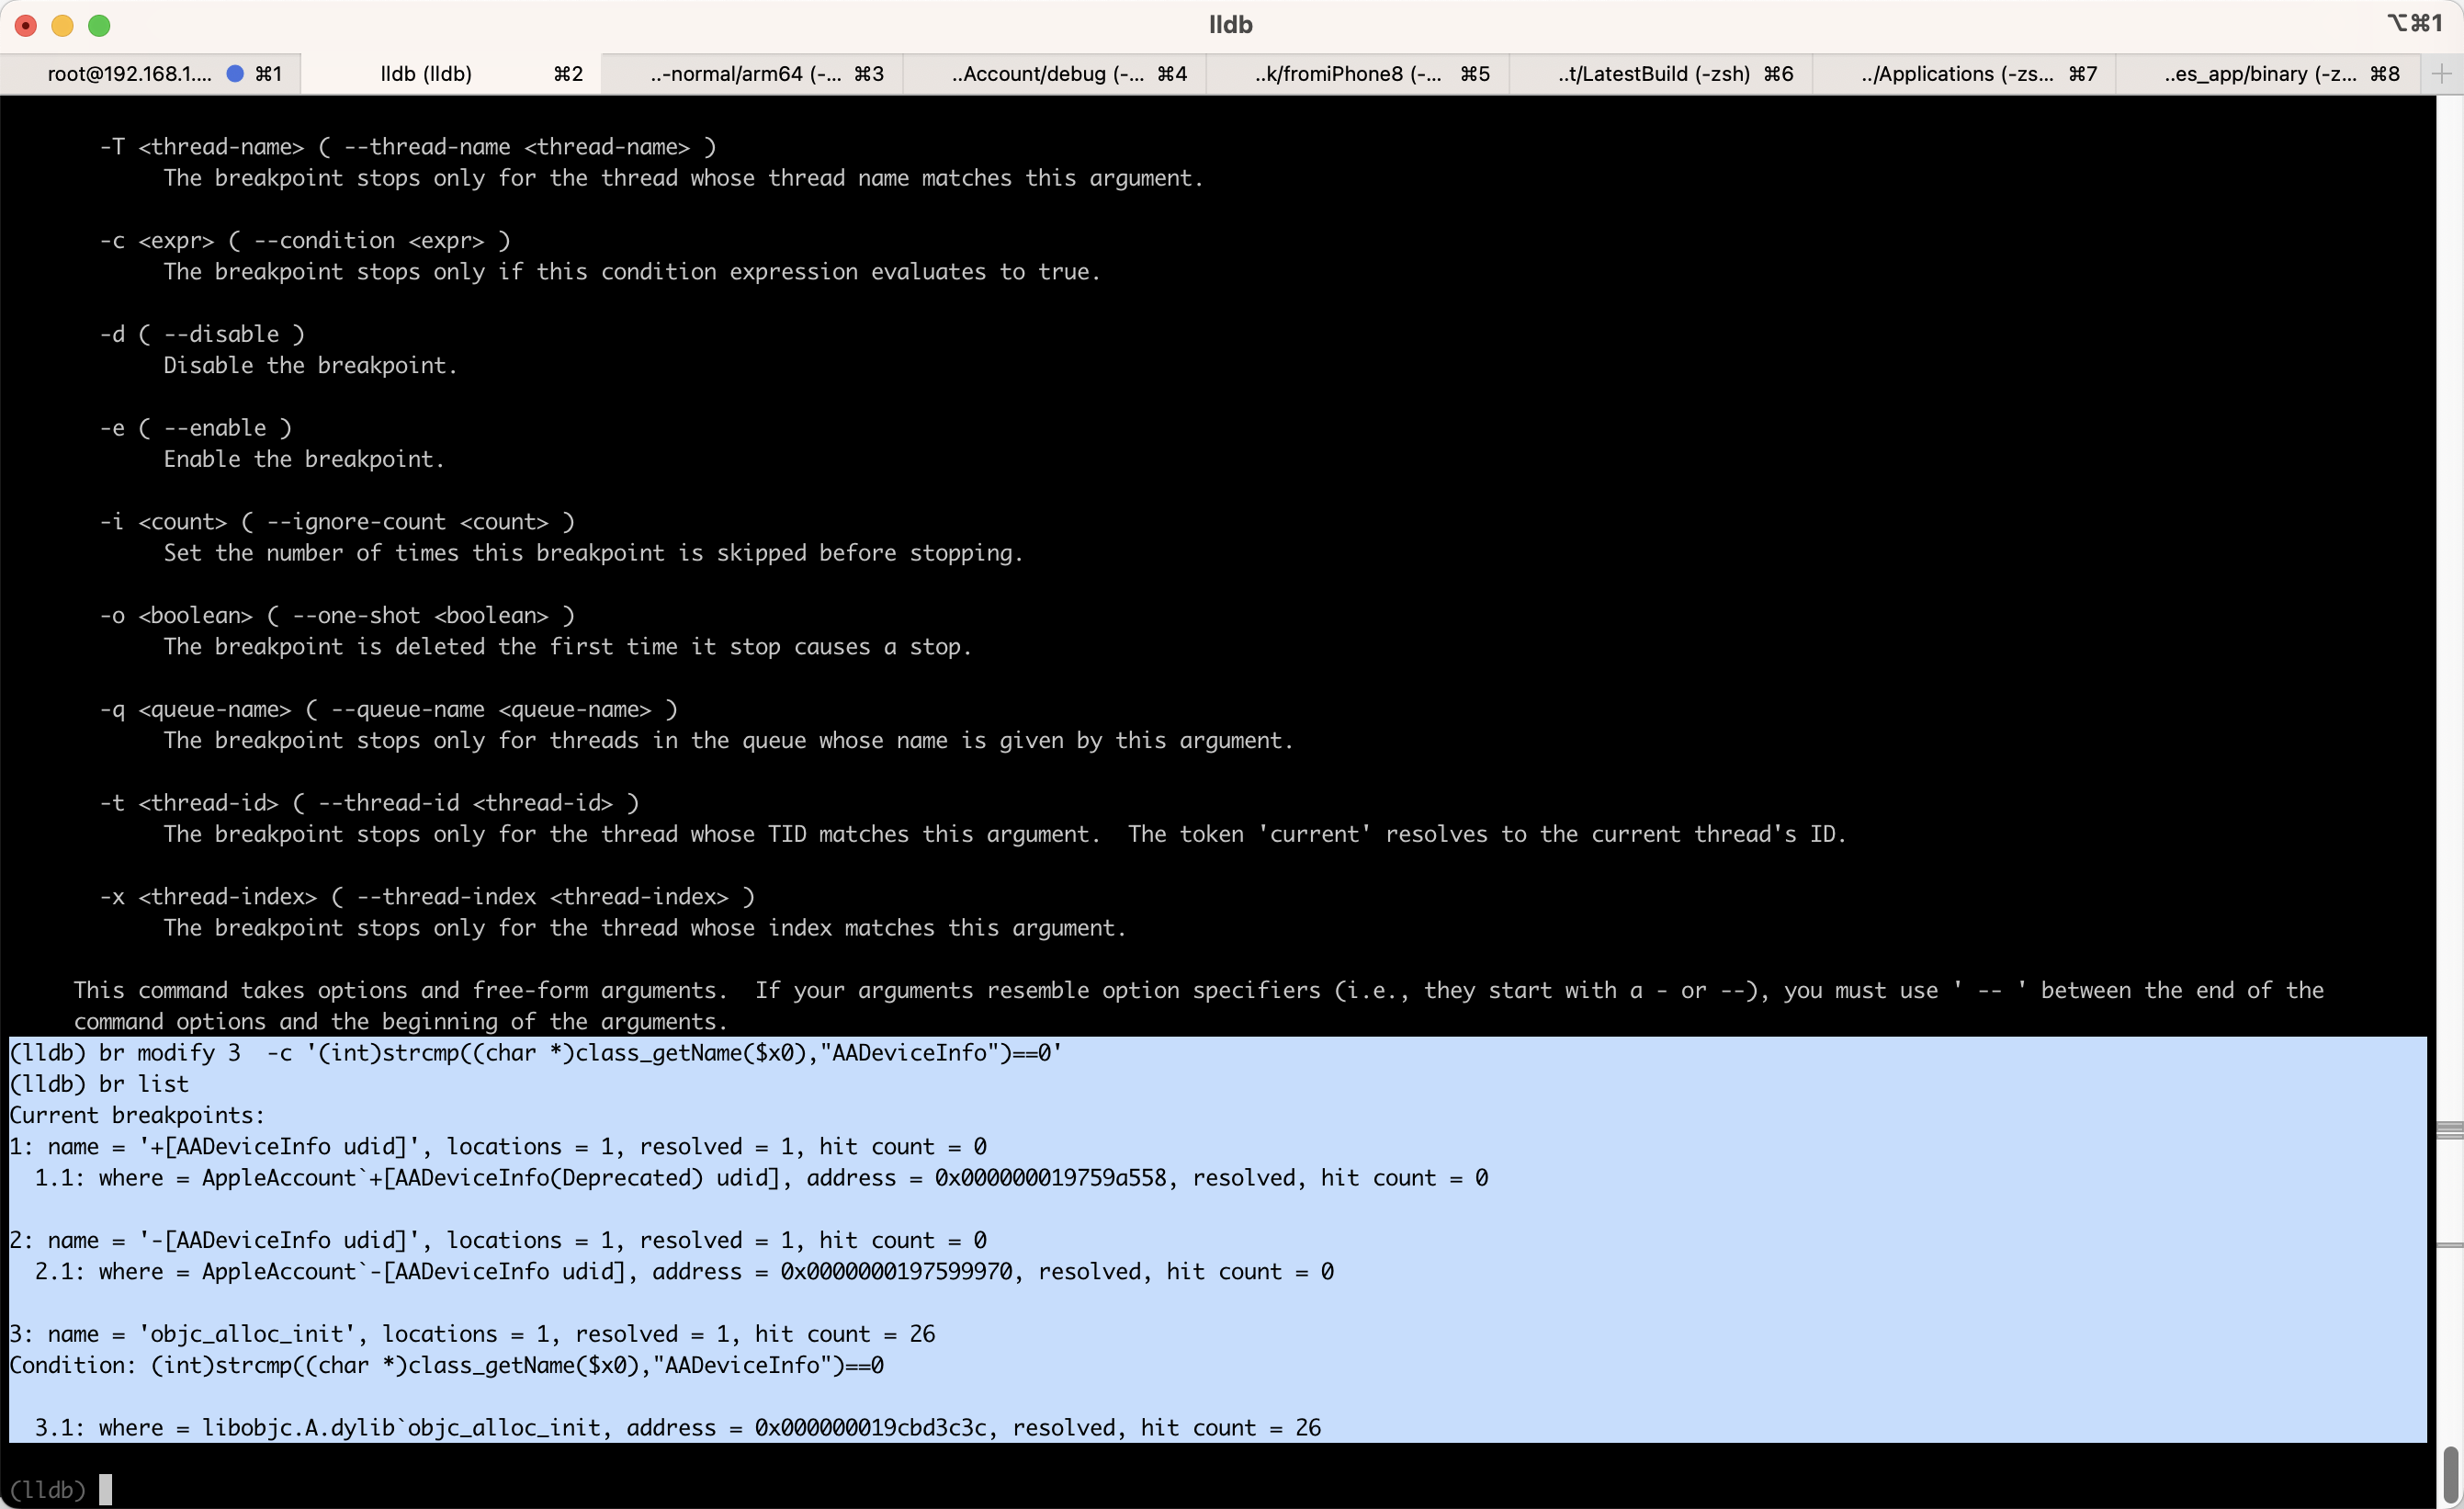 lldb
⌥⌘1
root@192.168.1.... ⌘1 lldb (lldb) ⌘2 ..-normal/arm64 (-... ⌘3 ..Account/debug (-... ⌘4 ..k/fromiPhone8 (-... ⌘5 ..t/LatestBuild (-zsh) ⌘6 ../Applications (-zs... ⌘7 ..es_app/binary (-z... ⌘8
-T <thread-name> ( --thread-name <thread-name> )
The breakpoint stops only for the thread whose thread name matches this argument.
-c <expr> ( --condition <expr> )
The breakpoint stops only if this condition expression evaluates to true.
-d ( --disable )
Disable the breakpoint.
-e ( --enable )
Enable the breakpoint.
-i <count> ( --ignore-count <count> )
Set the number of times this breakpoint is skipped before stopping.
-o <boolean> ( --one-shot <boolean> )
The breakpoint is deleted the first time it stop causes a stop.
-q <queue-name> ( --queue-name <queue-name> )
The breakpoint stops only for threads in the queue whose name is given by this argument.
-t <thread-id> ( --thread-id <thread-id> )
The breakpoint stops only for the thread whose TID matches this argument.  The token 'current' resolves to the current thread's ID.
-x <thread-index> ( --thread-index <thread-index> )
The breakpoint stops only for the thread whose index matches this argument.
This command takes options and free-form arguments.  If your arguments resemble option specifiers (i.e., they start with a - or --), you must use ' -- ' between the end of the
command options and the beginning of the arguments.
(lldb) br modify 3  -c '(int)strcmp((char *)class_getName($x0),"AADeviceInfo")==0'
(lldb) br list
Current breakpoints:
1: name = '+[AADeviceInfo udid]', locations = 1, resolved = 1, hit count = 0
1.1: where = AppleAccount`+[AADeviceInfo(Deprecated) udid], address = 0x000000019759a558, resolved, hit count = 0
2: name = '-[AADeviceInfo udid]', locations = 1, resolved = 1, hit count = 0
2.1: where = AppleAccount`-[AADeviceInfo udid], address = 0x0000000197599970, resolved, hit count = 0
3: name = 'objc_alloc_init', locations = 1, resolved = 1, hit count = 26
Condition: (int)strcmp((char *)class_getName($x0),"AADeviceInfo")==0
3.1: where = libobjc.A.dylib`objc_alloc_init, address = 0x000000019cbd3c3c, resolved, hit count = 26
(lldb)